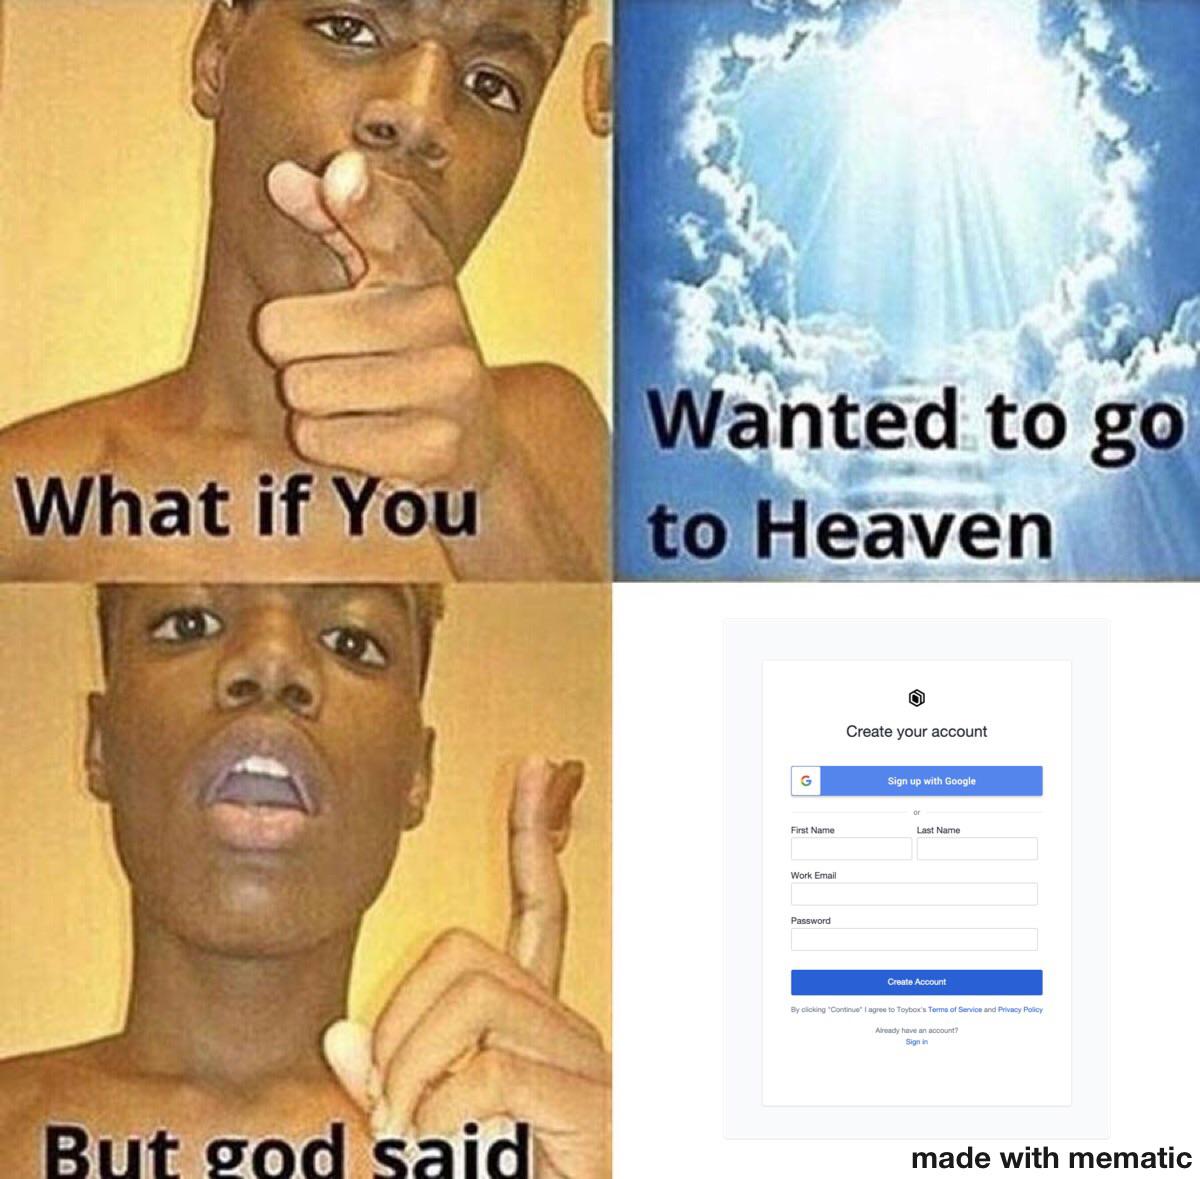 What if You
Wanted to go
to Heaven
But god said
Create your account
G
Sign up with Google
or
First Name
Last Name
Work Email
Password
Create Account
By clicking "Continue" I agree to Toybox's Terms of Service and Privacy Policy
Already have an account?
Sign in
made with mematic